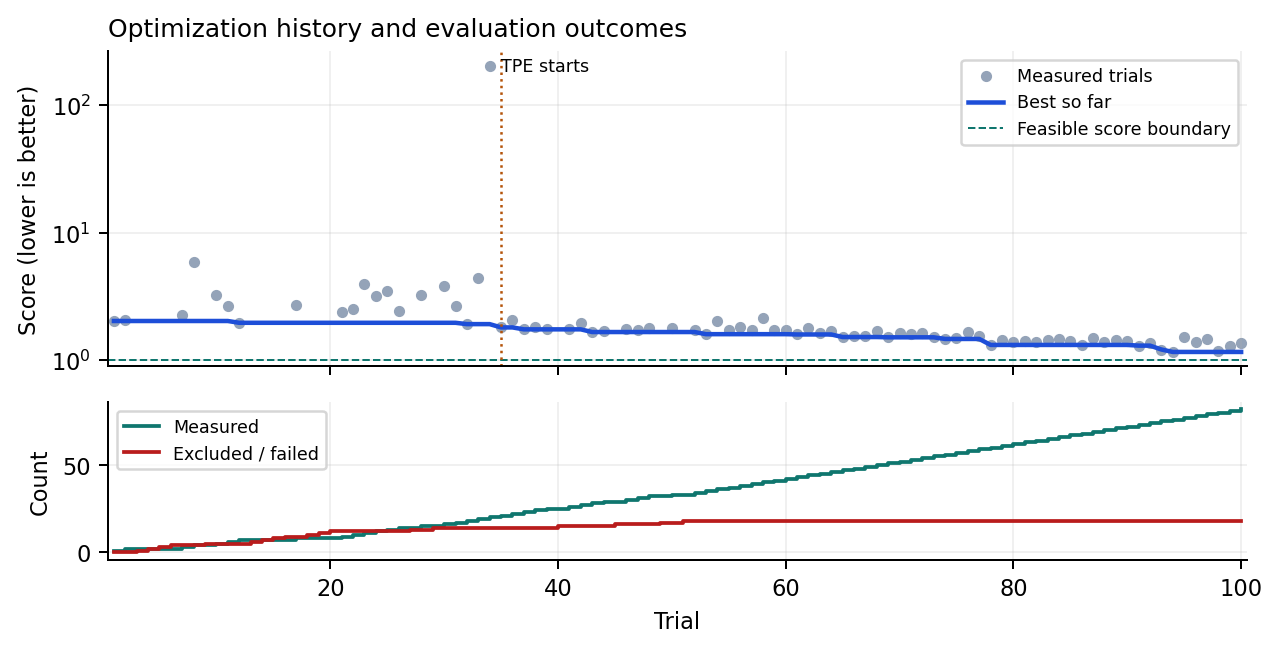 Optimization history and evaluation outcomes
Score (lower is better)
10²
10¹
10⁰
TPE starts
Measured trials
Best so far
Feasible score boundary
Count
50
0
Measured
Excluded / failed
20
40
60
80
100
Trial